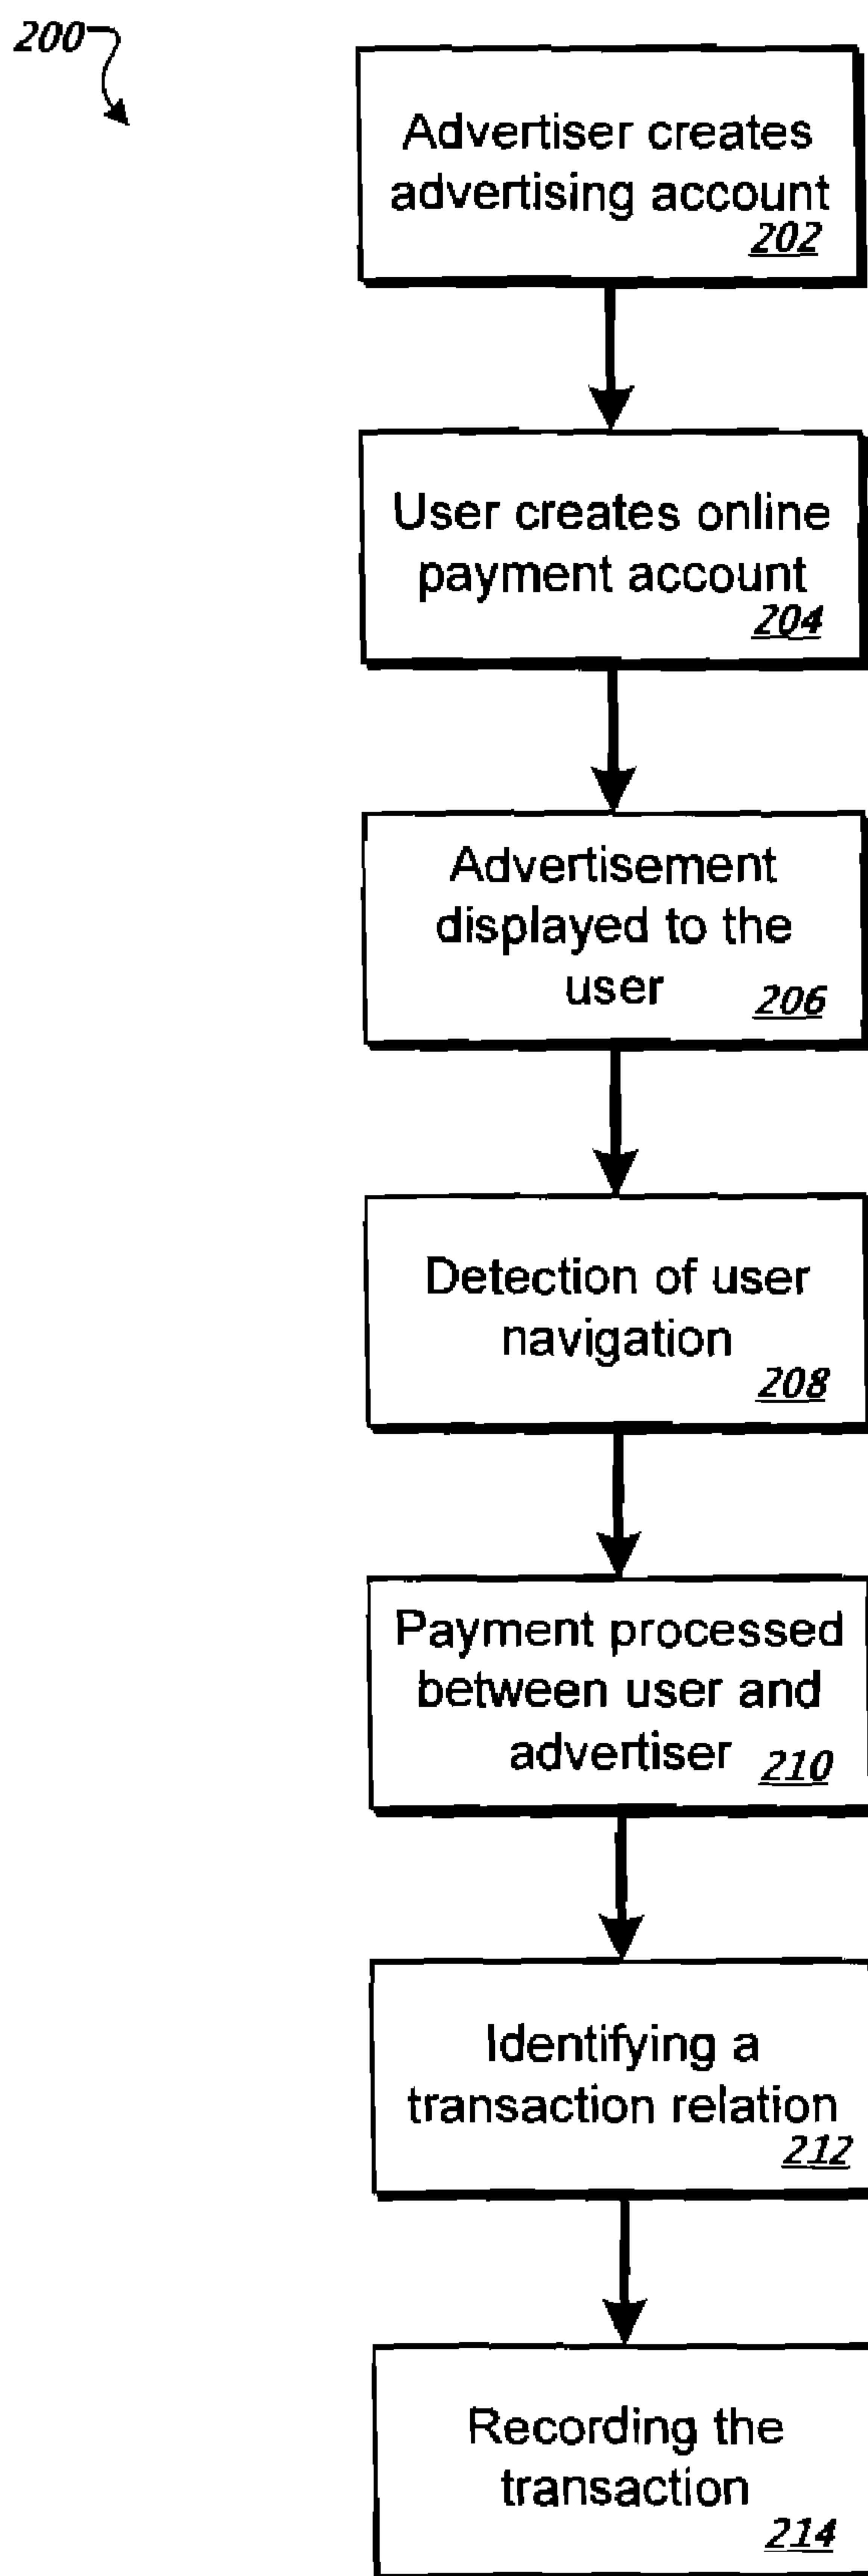 200
Advertiser creates
advertising account
202
User creates online
payment account
204
Advertisement
displayed to the
user 206
Detection of user
navigation
208
Payment processed
between user and
advertiser 210
Identifying a
transaction relation
212
Recording the
transaction
214